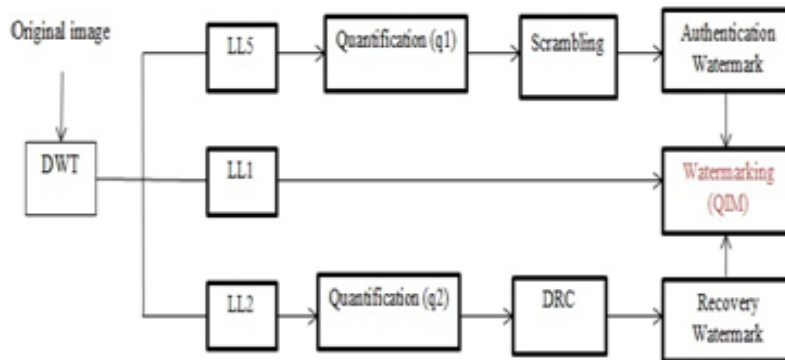 Original image
DWT
LL5
Quantification (q1)
Scrambling
Authentication
Watermark
LL1
Watermarking
(QIM)
LL2
Quantification (q2)
DRC
Recovery
Watermark